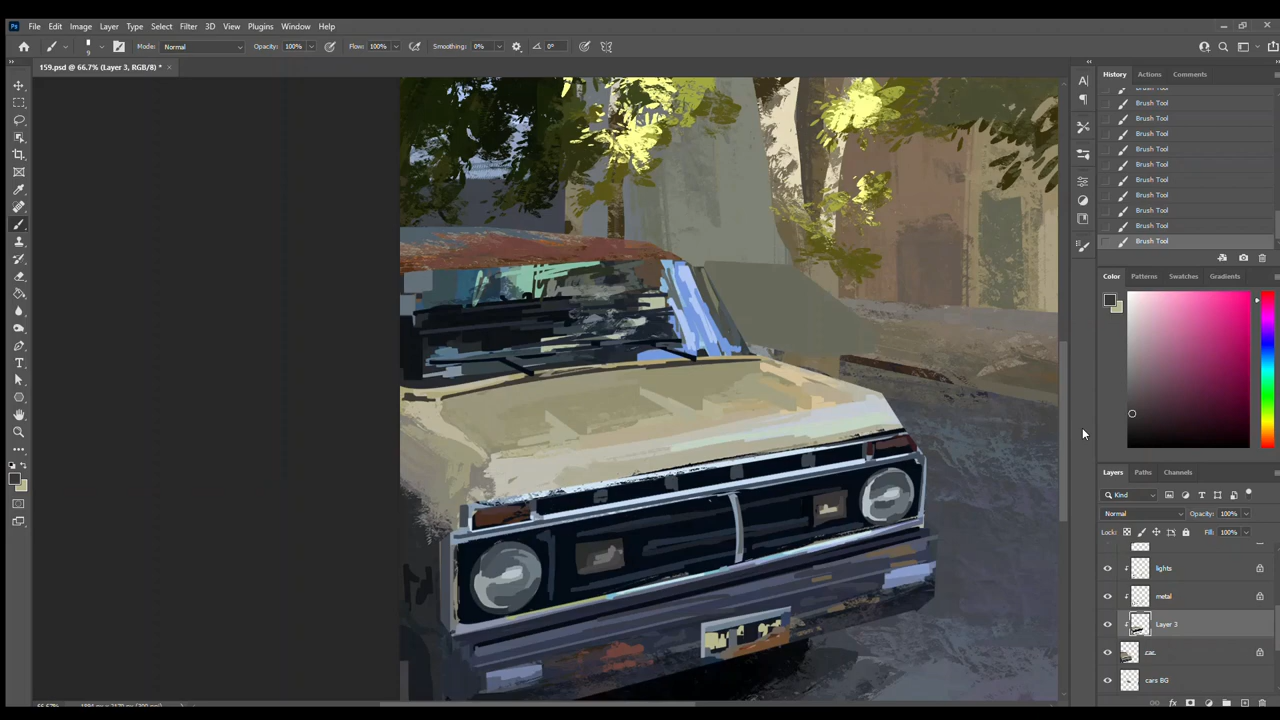 Ps File Edit Image Layer Type Select Filter 3D View Plugins Window Help
9 Mode: Normal Opacity: 100% Flow: 100% Smoothing: 0% 0°
159.psd @ 66.7% (Layer 3, RGB/8) * ×
History Actions Comments
Brush Tool
Brush Tool
Brush Tool
Brush Tool
Brush Tool
Brush Tool
Brush Tool
Brush Tool
Brush Tool
Brush Tool
Color Patterns Swatches Gradients
Layers Paths Channels
Kind
Normal Opacity: 100%
Locks: Fill: 100%
lights
metal
Layer 3
car
cars BG